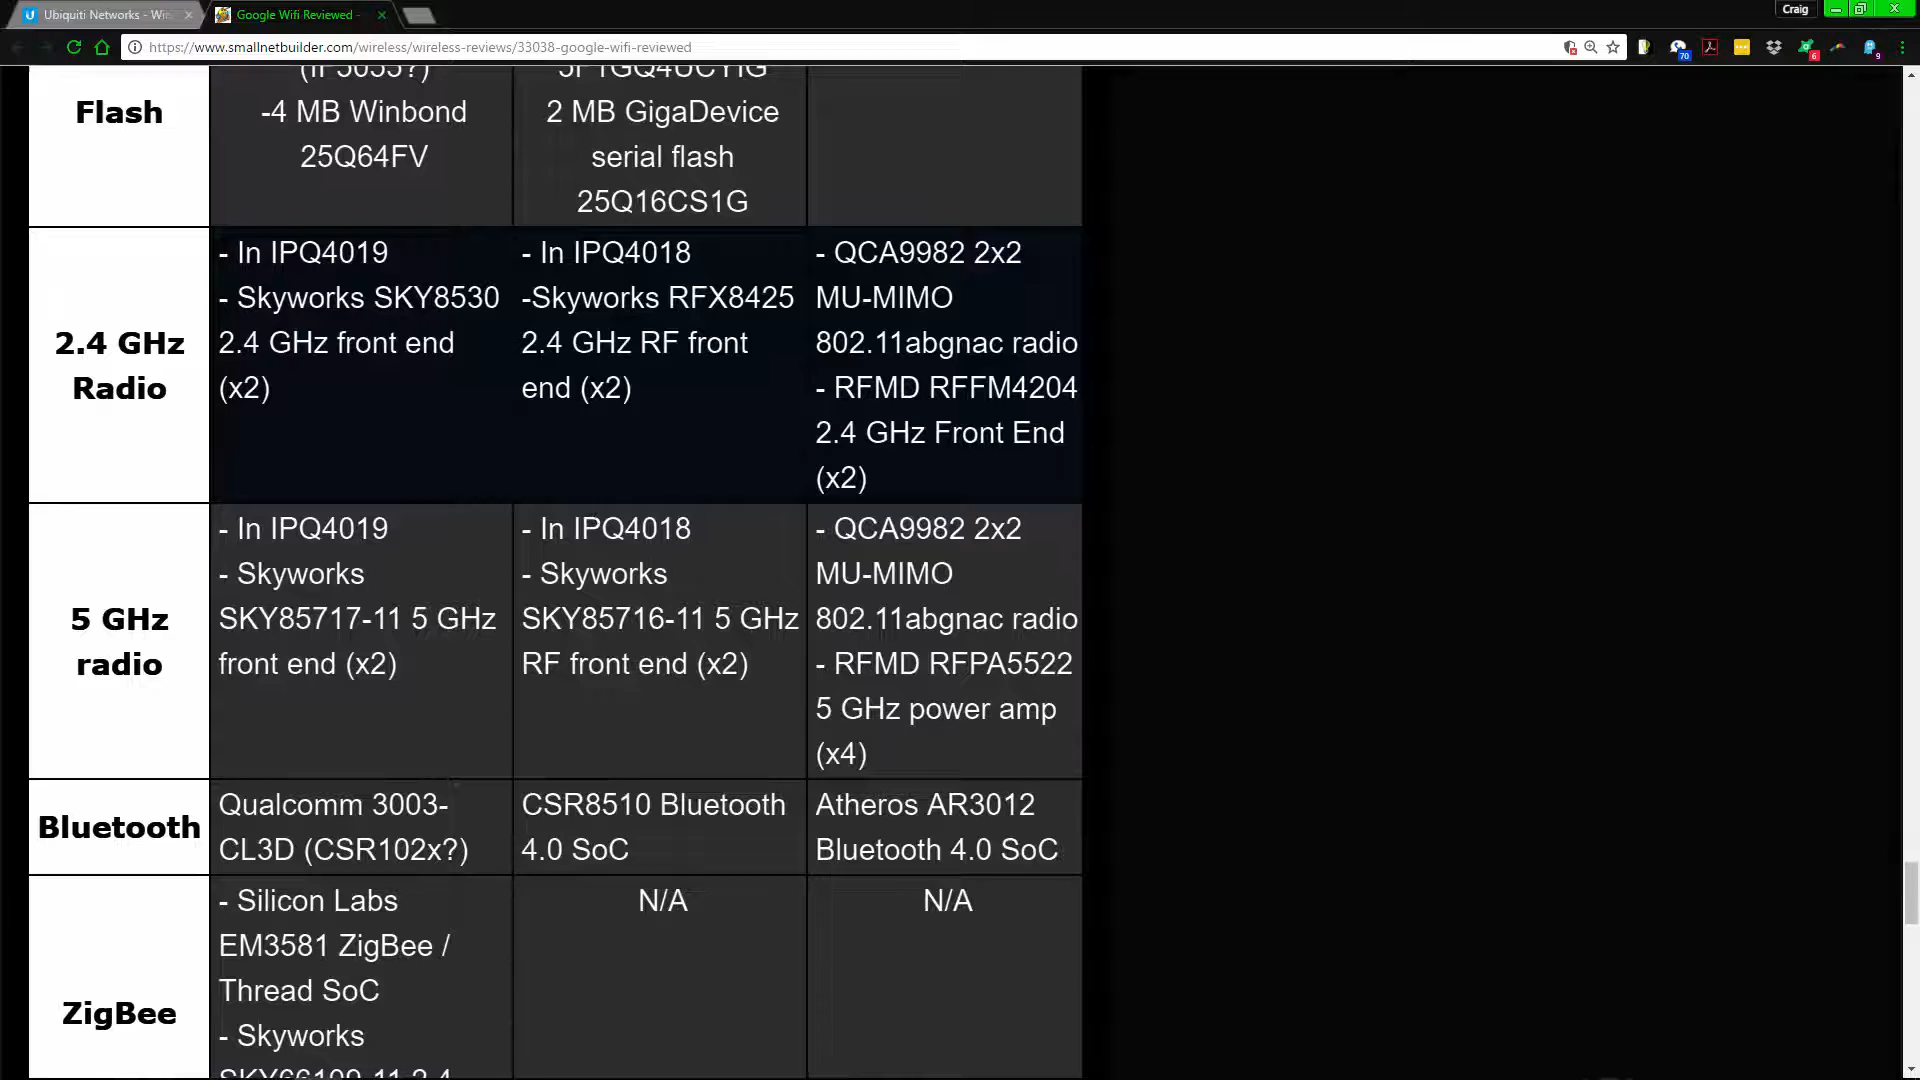 Ubiquiti Networks - Wi
Google Wifi Reviewed -
Craig
https://www.smallnetbuilder.com/wireless/wireless-reviews/33038-google-wifi-reviewed
70
6
9
Flash
-4 MB Winbond
25Q64FV
2 MB GigaDevice
serial flash
25Q16CS1G
2.4 GHz
Radio
- In IPQ4019
- Skyworks SKY8530
2.4 GHz front end
(x2)
- In IPQ4018
-Skyworks RFX8425
2.4 GHz RF front
end (x2)
- QCA9982 2x2
MU-MIMO
802.11abgnac radio
- RFMD RFFM4204
2.4 GHz Front End
(x2)
5 GHz
radio
- In IPQ4019
- Skyworks
SKY85717-11 5 GHz
front end (x2)
- In IPQ4018
- Skyworks
SKY85716-11 5 GHz
RF front end (x2)
- QCA9982 2x2
MU-MIMO
802.11abgnac radio
- RFMD RFPA5522
5 GHz power amp
(x4)
Bluetooth
Qualcomm 3003-
CL3D (CSR102x?)
CSR8510 Bluetooth
4.0 SoC
Atheros AR3012
Bluetooth 4.0 SoC
ZigBee
- Silicon Labs
EM3581 ZigBee /
Thread SoC
- Skyworks
N/A
N/A